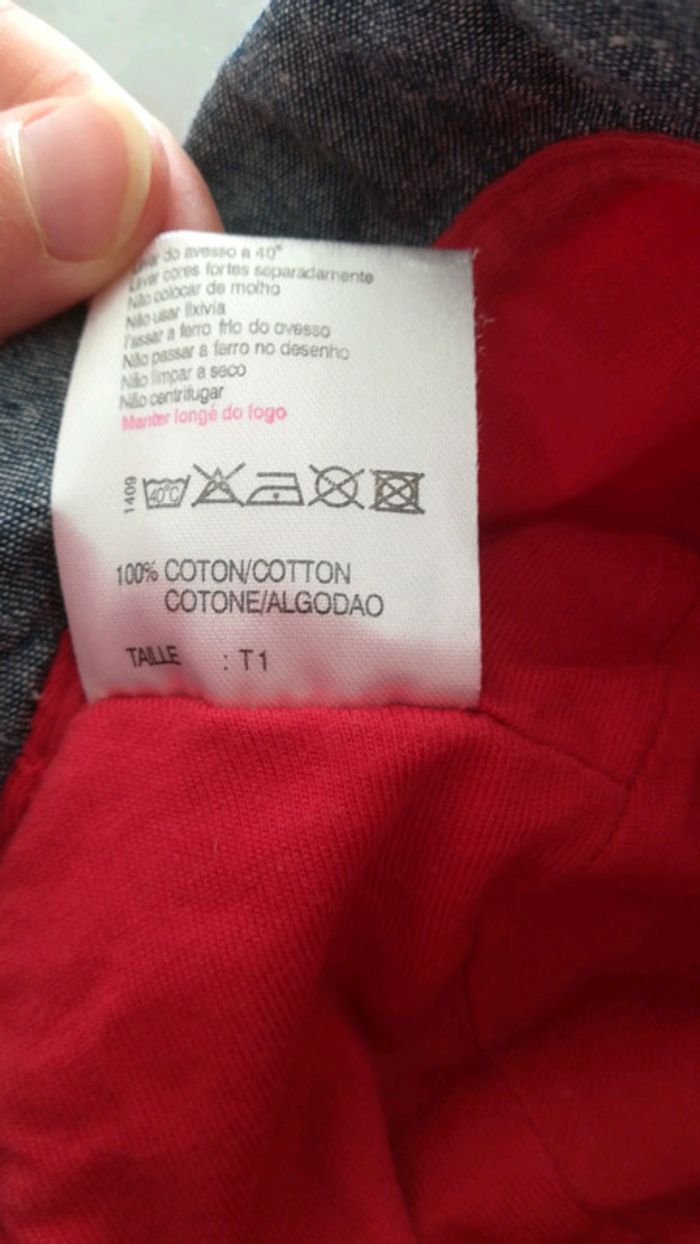 do avesso a 40°
Lavar cores fortes separadamente
Não colocar de molho
Não usar lixivia
Passar a ferro frio do avesso
Não passar a ferro no desenho
Não limpar a seco
Não centrifugar
Manter longe do fogo
1409
40°C
100% COTON/COTTON
COTONE/ALGODAO
TAILLE : T1